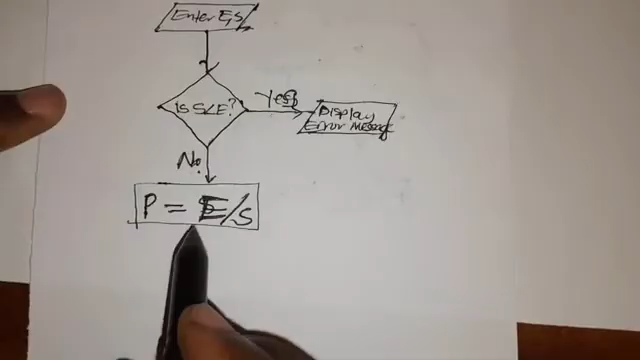 Enter E,S
Is S<E?
Yes
Display
Error Message
No
P = E/S